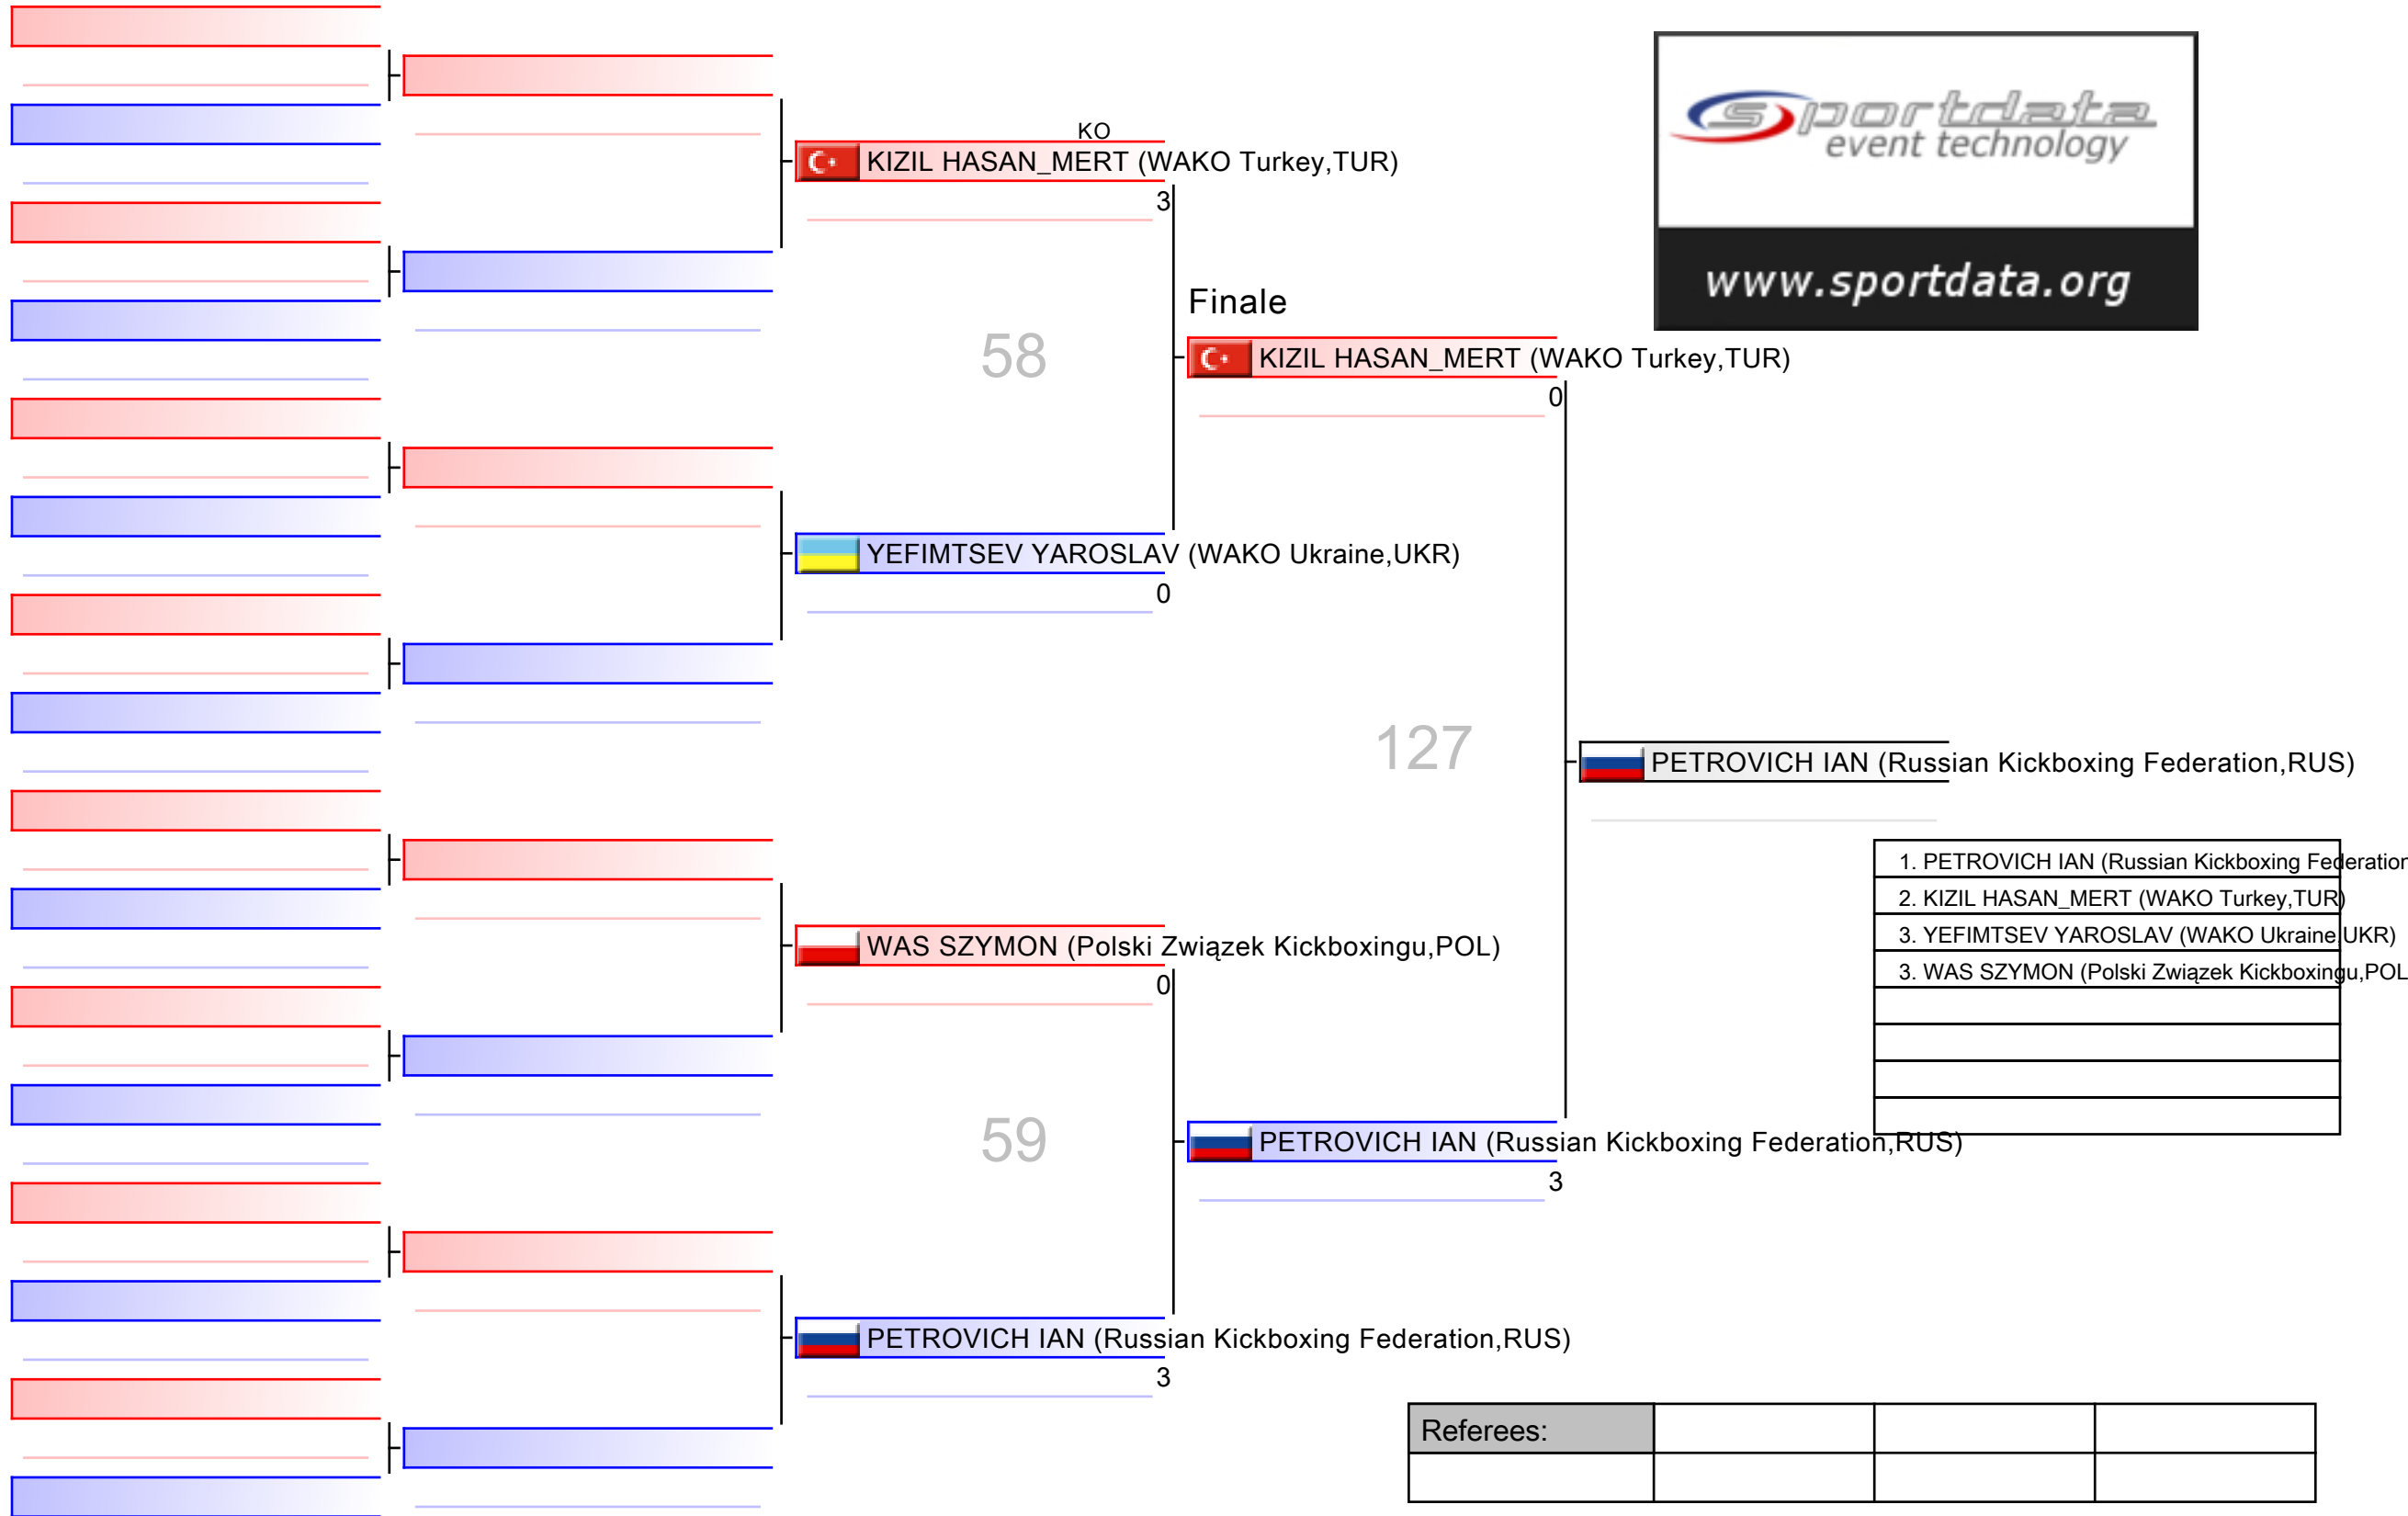 sportdata
event technology
www.sportdata.org
KO
KIZIL HASAN_MERT (WAKO Turkey,TUR)
3
Finale
58
KIZIL HASAN_MERT (WAKO Turkey,TUR)
0
YEFIMTSEV YAROSLAV (WAKO Ukraine,UKR)
0
127
PETROVICH IAN (Russian Kickboxing Federation,RUS)
1. PETROVICH IAN (Russian Kickboxing Federation
2. KIZIL HASAN_MERT (WAKO Turkey,TUR)
3. YEFIMTSEV YAROSLAV (WAKO Ukraine,UKR)
3. WAS SZYMON (Polski Związek Kickboxingu,POL
WAS SZYMON (Polski Związek Kickboxingu,POL)
0
59
PETROVICH IAN (Russian Kickboxing Federation,RUS)
3
PETROVICH IAN (Russian Kickboxing Federation,RUS)
3
Referees: